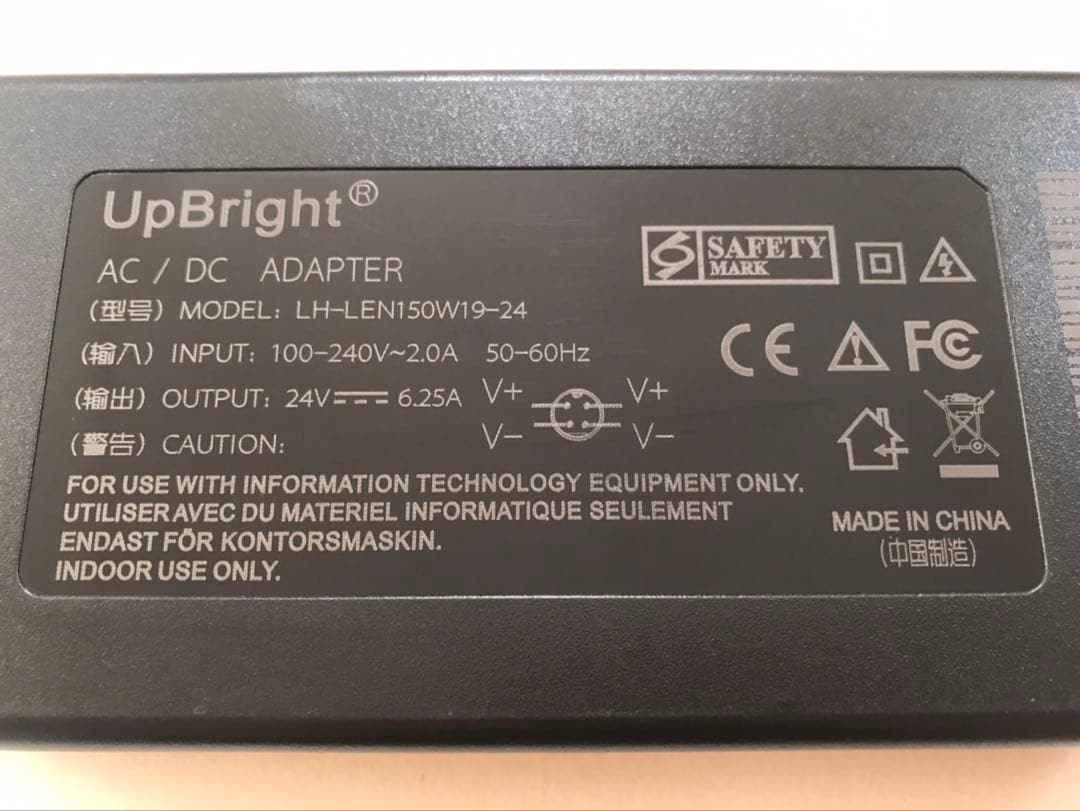 UpBright®
AC / DC ADAPTER
(型号) MODEL: LH-LEN150W19-24
(输入) INPUT: 100-240V~2.0A 50-60Hz
(输出) OUTPUT: 24V 6.25A
V+ V+
V- V-
(警告) CAUTION:
FOR USE WITH INFORMATION TECHNOLOGY EQUIPMENT ONLY.
UTILISER AVEC DU MATERIEL INFORMATIQUE SEULEMENT
ENDAST FÖR KONTORSMASKIN.
INDOOR USE ONLY.
SAFETY
MARK
CE FC
MADE IN CHINA
(中国制造)